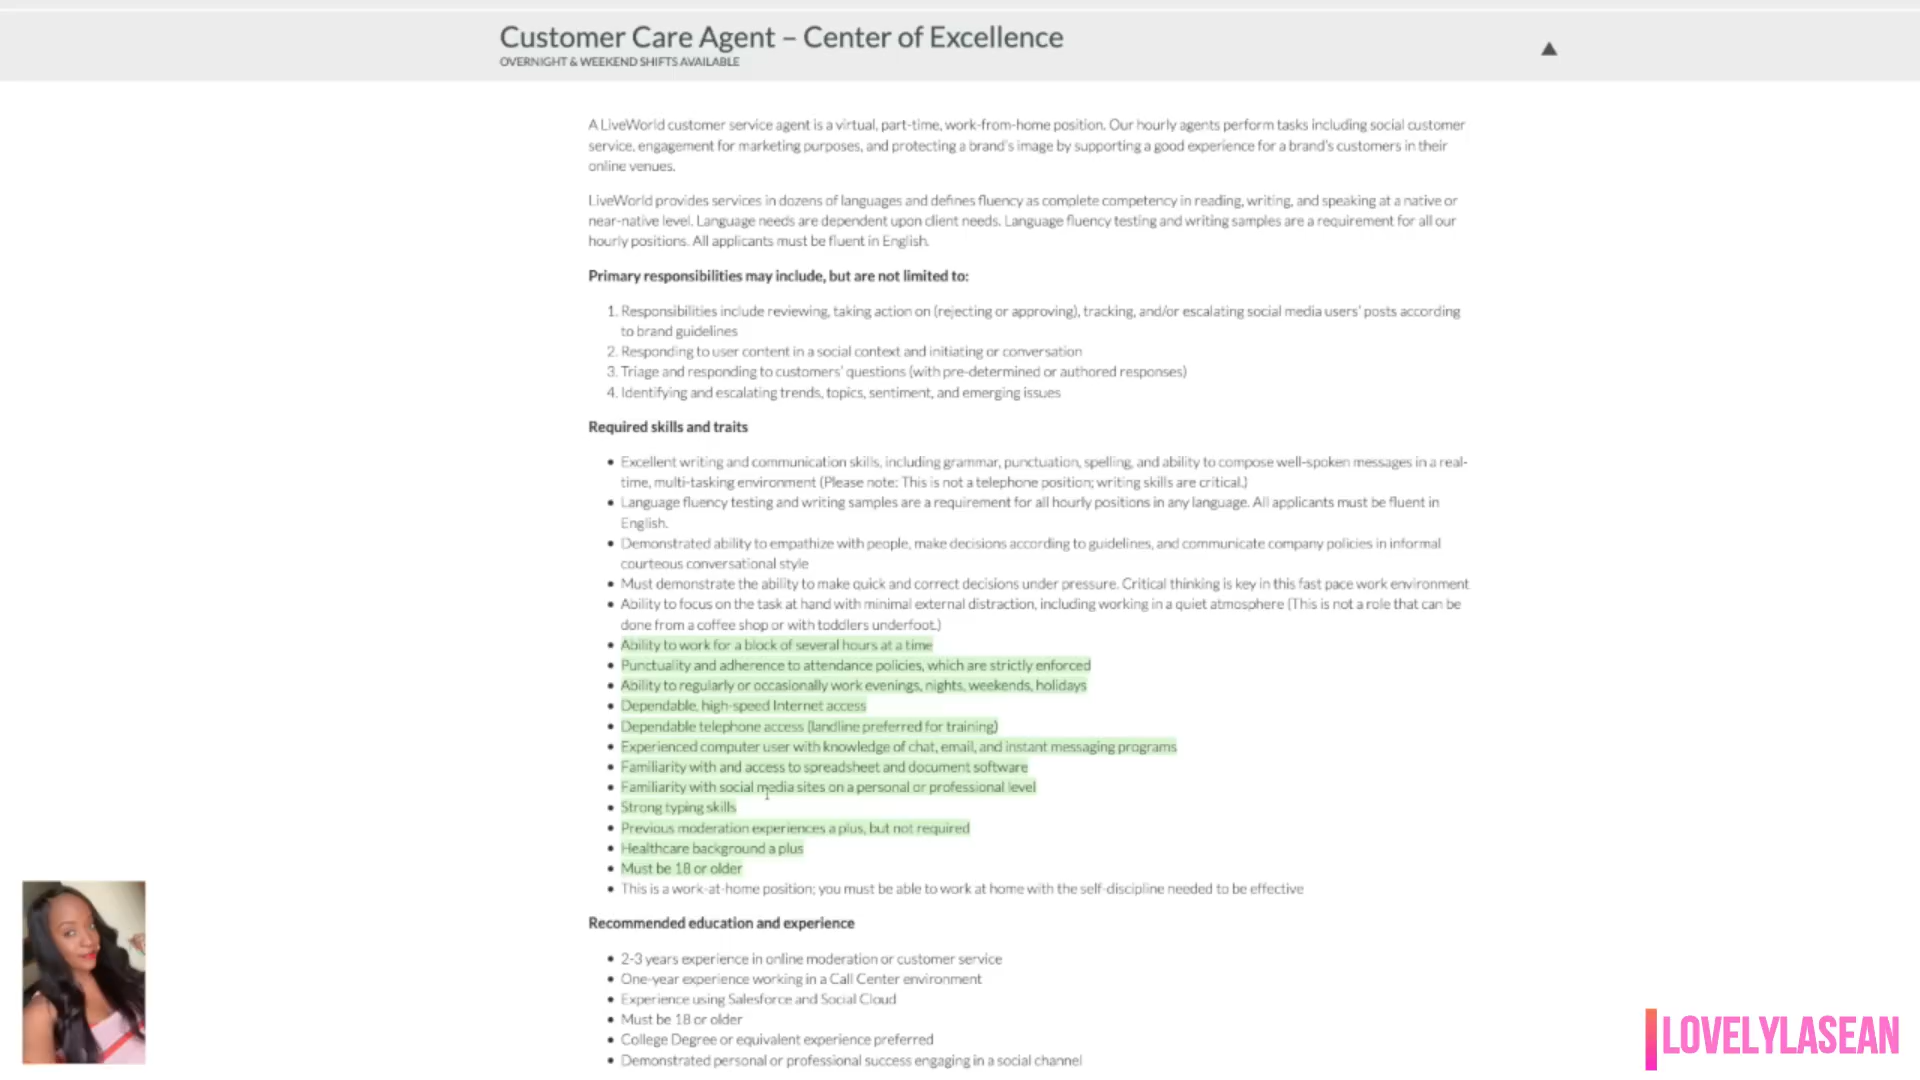 Customer Care Agent – Center of Excellence
OVERNIGHT & WEEKEND SHIFTS AVAILABLE
A LiveWorld customer service agent is a virtual, part-time, work-from-home position. Our hourly agents perform tasks including social customer
service, engagement for marketing purposes, and protecting a brand's image by supporting a good experience for a brand's customers in their
online venues.
LiveWorld provides services in dozens of languages and defines fluency as complete competency in reading, writing, and speaking at a native or
near-native level. Language needs are dependent upon client needs. Language fluency testing and writing samples are a requirement for all our
hourly positions. All applicants must be fluent in English.
Primary responsibilities may include, but are not limited to:
1. Responsibilities include reviewing, taking action on (rejecting or approving), tracking, and/or escalating social media users' posts according
to brand guidelines
2. Responding to user content in a social context and initiating or conversation
3. Triage and responding to customers' questions (with pre-determined or authored responses)
4. Identifying and escalating trends, topics, sentiment, and emerging issues
Required skills and traits
• Excellent writing and communication skills, including grammar, punctuation, spelling, and ability to compose well-spoken messages in a real-
time, multi-tasking environment (Please note: This is not a telephone position; writing skills are critical.)
• Language fluency testing and writing samples are a requirement for all hourly positions in any language. All applicants must be fluent in
English.
• Demonstrated ability to empathize with people, make decisions according to guidelines, and communicate company policies in informal
courteous conversational style
• Must demonstrate the ability to make quick and correct decisions under pressure. Critical thinking is key in this fast pace work environment
• Ability to focus on the task at hand with minimal external distraction, including working in a quiet atmosphere (This is not a role that can be
done from a coffee shop or with toddlers underfoot.)
• Ability to work for a block of several hours at a time
• Punctuality and adherence to attendance policies, which are strictly enforced
• Ability to regularly or occasionally work evenings, nights, weekends, holidays
• Dependable, high-speed Internet access
• Dependable telephone access (landline preferred for training)
• Experienced computer user with knowledge of chat, email, and instant messaging programs
• Familiarity with and access to spreadsheet and document software
• Familiarity with social media sites on a personal or professional level
• Strong typing skills
• Previous moderation experiences a plus, but not required
• Healthcare background a plus
• Must be 18 or older
• This is a work-at-home position; you must be able to work at home with the self-discipline needed to be effective
Recommended education and experience
• 2-3 years experience in online moderation or customer service
• One-year experience working in a Call Center environment
• Experience using Salesforce and Social Cloud
• Must be 18 or older
• College Degree or equivalent experience preferred
• Demonstrated personal or professional success engaging in a social channel
LOVELYLASEAN